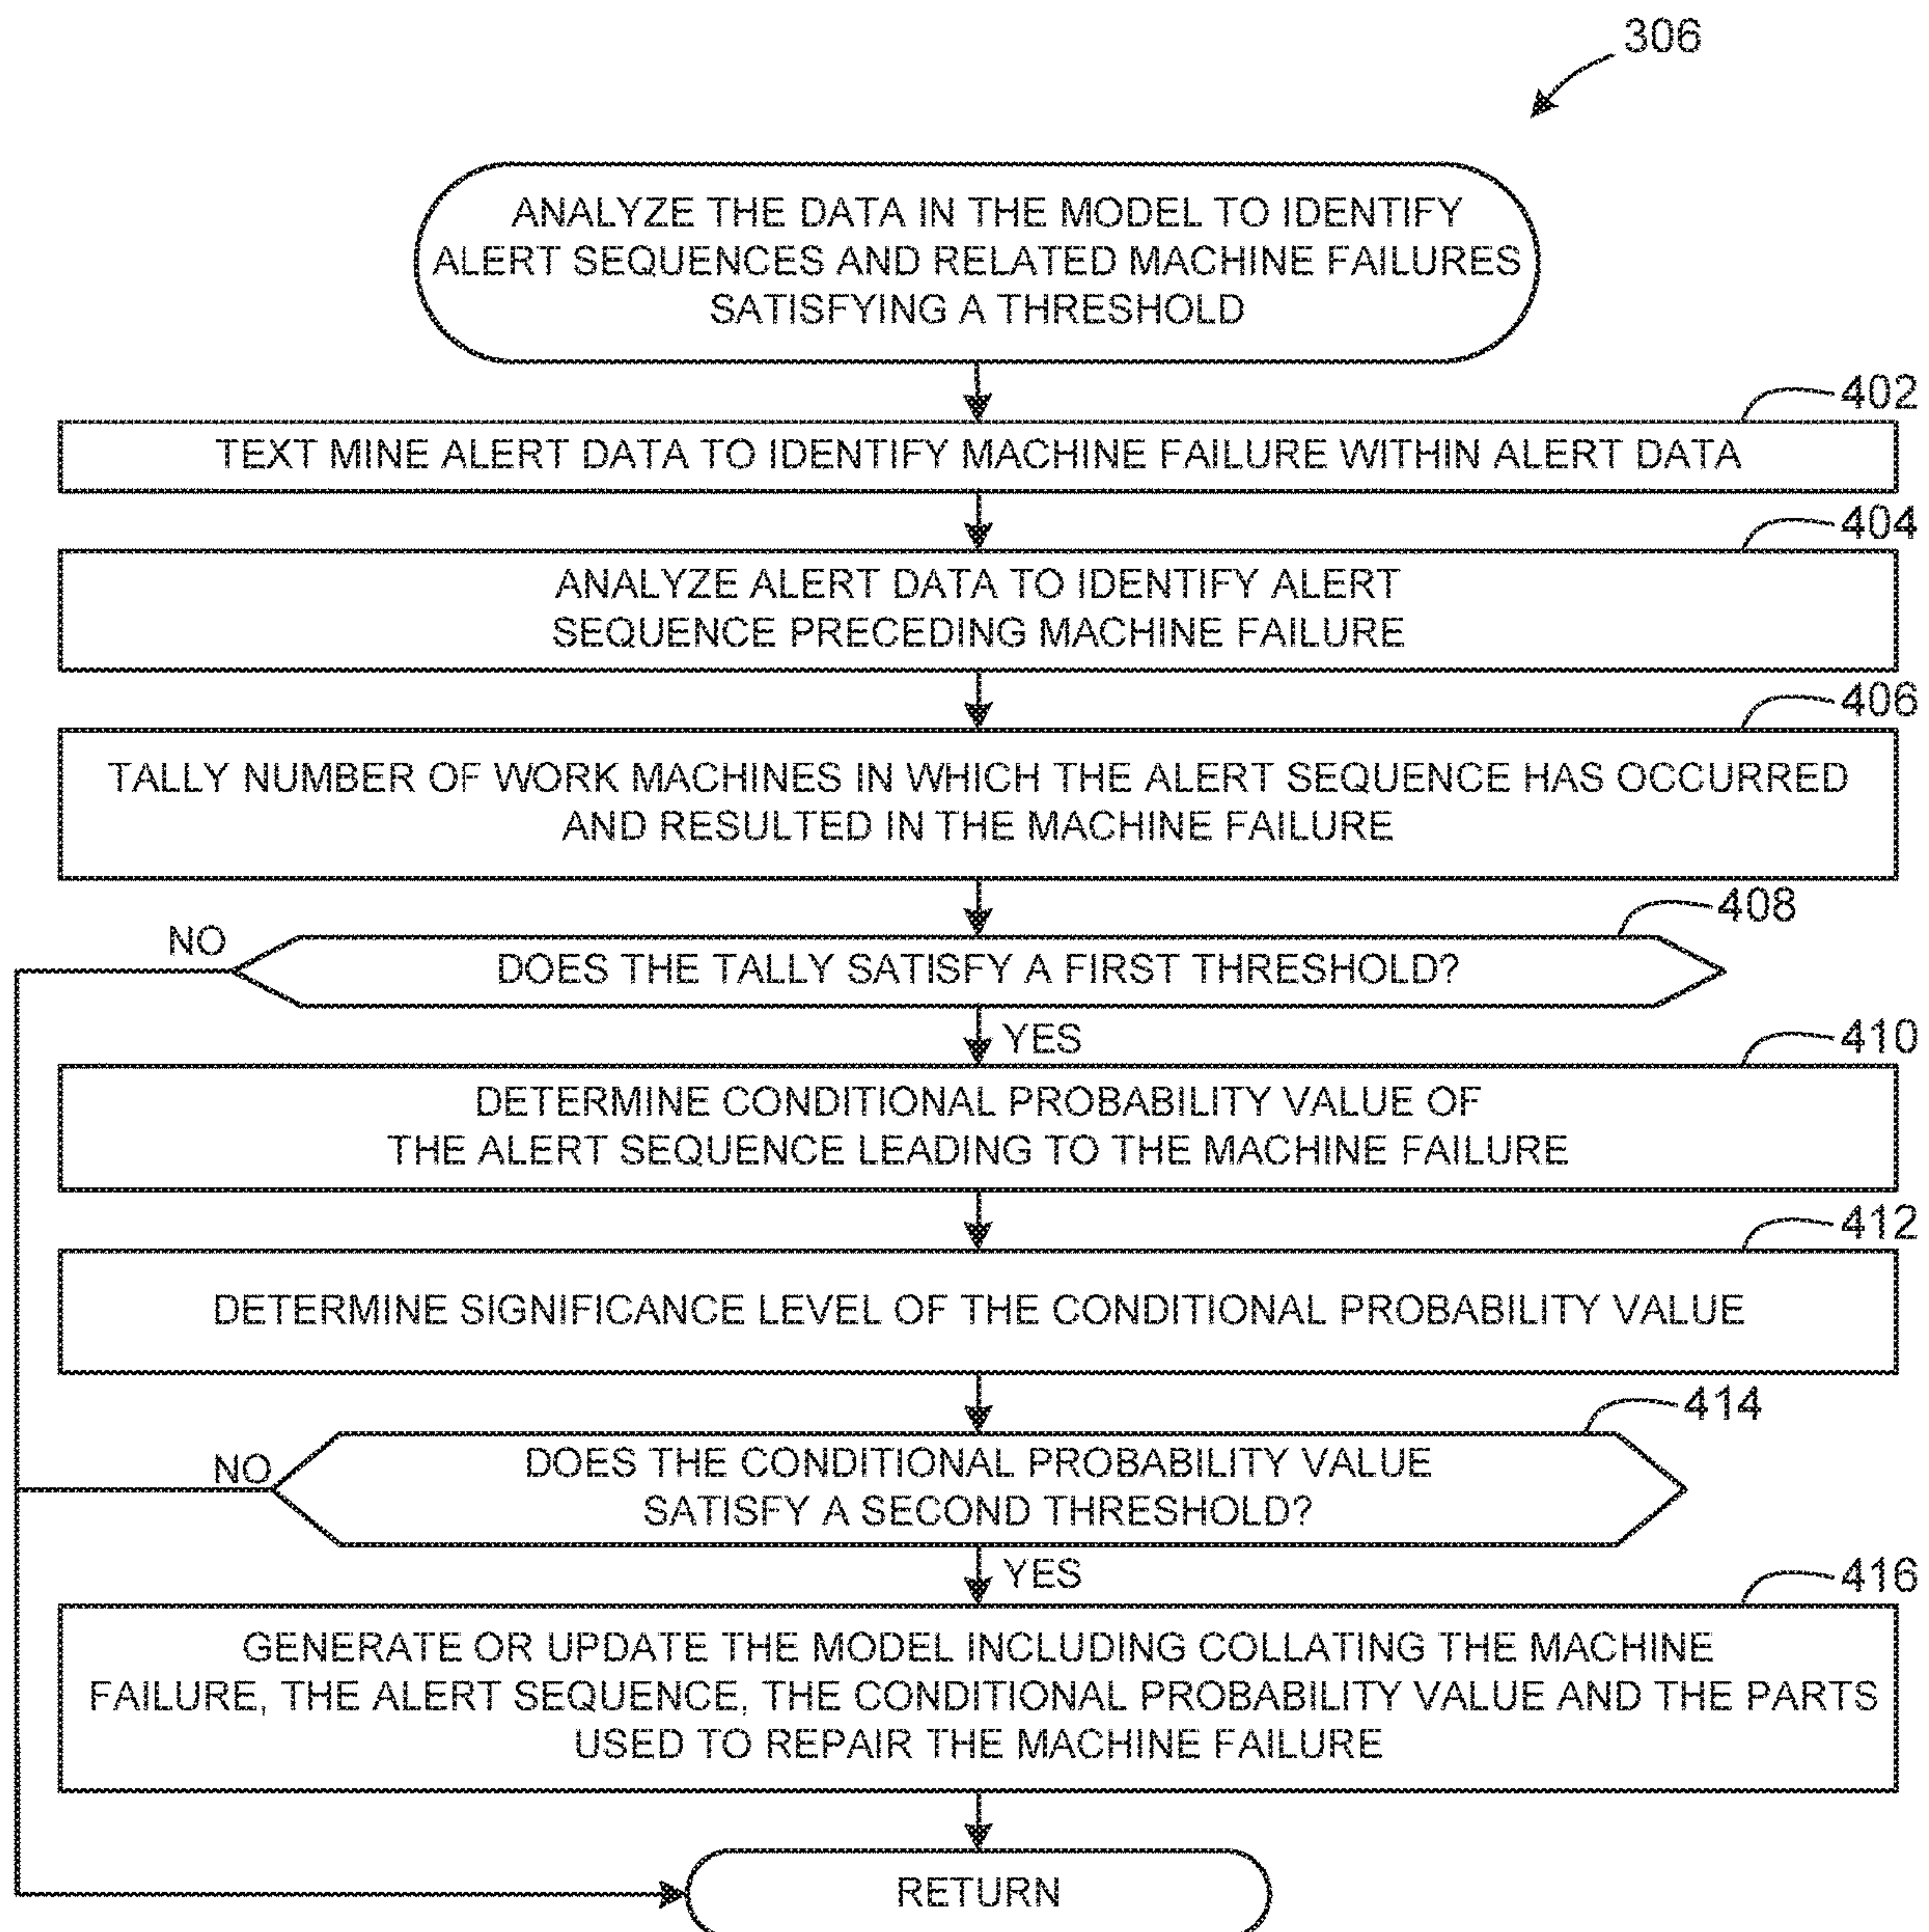 306
ANALYZE THE DATA IN THE MODEL TO IDENTIFY
ALERT SEQUENCES AND RELATED MACHINE FAILURES
SATISFYING A THRESHOLD
402
TEXT MINE ALERT DATA TO IDENTIFY MACHINE FAILURE WITHIN ALERT DATA
404
ANALYZE ALERT DATA TO IDENTIFY ALERT
SEQUENCE PRECEDING MACHINE FAILURE
406
TALLY NUMBER OF WORK MACHINES IN WHICH THE ALERT SEQUENCE HAS OCCURRED
AND RESULTED IN THE MACHINE FAILURE
408
NO
DOES THE TALLY SATISFY A FIRST THRESHOLD?
YES
410
DETERMINE CONDITIONAL PROBABILITY VALUE OF
THE ALERT SEQUENCE LEADING TO THE MACHINE FAILURE
412
DETERMINE SIGNIFICANCE LEVEL OF THE CONDITIONAL PROBABILITY VALUE
414
NO
DOES THE CONDITIONAL PROBABILITY VALUE
SATISFY A SECOND THRESHOLD?
YES
416
GENERATE OR UPDATE THE MODEL INCLUDING COLLATING THE MACHINE
FAILURE, THE ALERT SEQUENCE, THE CONDITIONAL PROBABILITY VALUE AND THE PARTS
USED TO REPAIR THE MACHINE FAILURE
RETURN